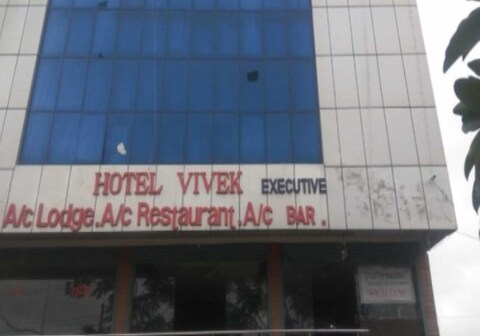 HOTEL VIVEK EXECUTIVE
A/c Lodge.A/c Restaurant.A/c BAR.